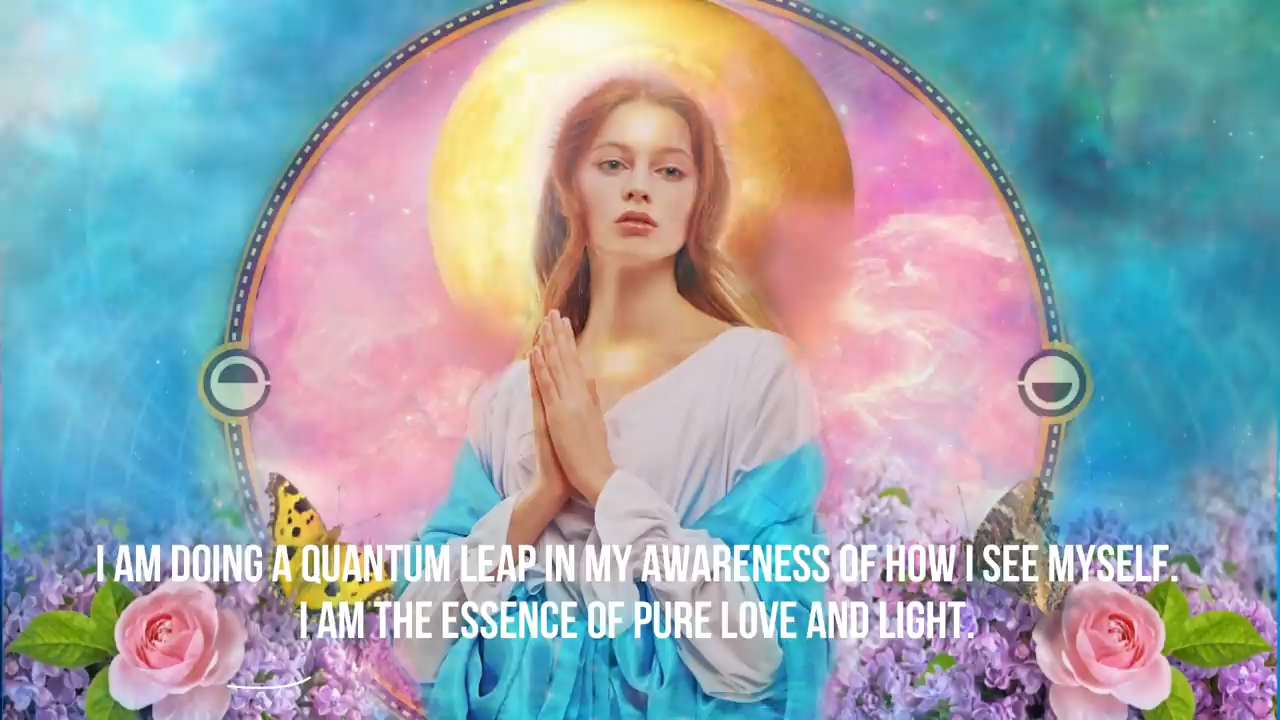 I AM DOING A QUANTUM LEAP IN MY AWARENESS OF HOW I SEE MYSELF.
I AM THE ESSENCE OF PURE LOVE AND LIGHT.